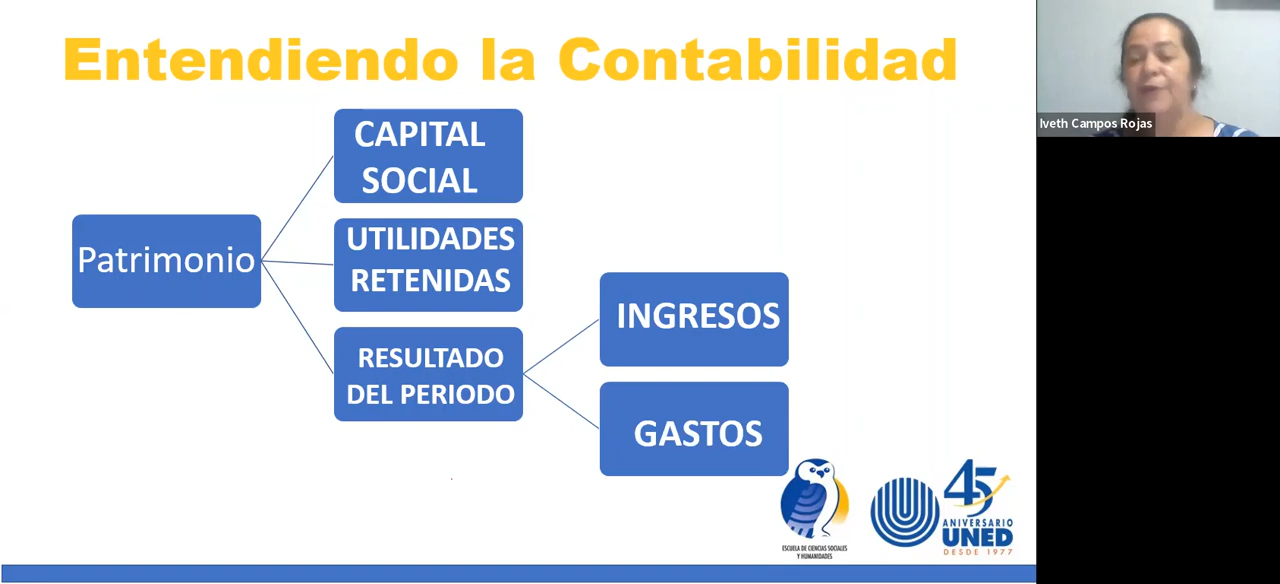 Entendiendo la Contabilidad
Iveth Campos Rojas
Patrimonio
CAPITAL
SOCIAL
UTILIDADES
RETENIDAS
RESULTADO
DEL PERIODO
INGRESOS
GASTOS
ESCUELA DE CIENCIAS SOCIALES
Y HUMANIDADES
45
ANIVERSARIO
UNED
DESDE 1977